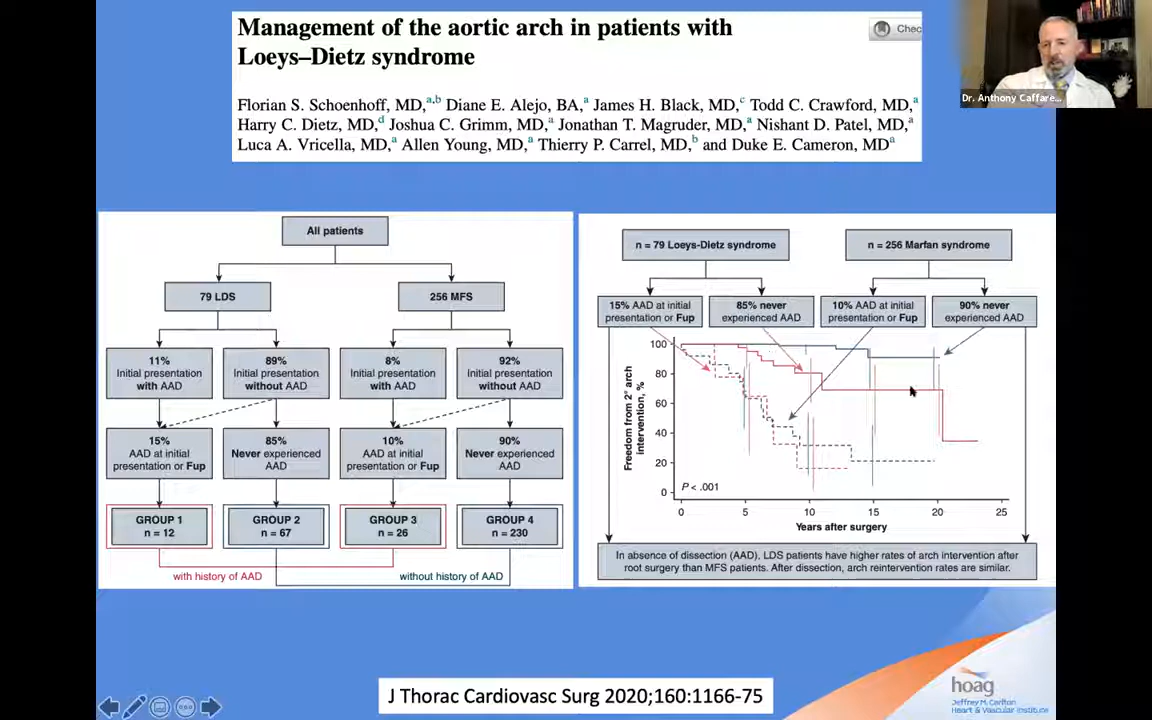 Management of the aortic arch in patients with
Loeys–Dietz syndrome
Chec
Florian S. Schoenhoff, MD,a,b Diane E. Alejo, BA,a James H. Black, MD,c Todd C. Crawford, MD,a
Harry C. Dietz, MD,d Joshua C. Grimm, MD,a Jonathan T. Magruder, MD,a Nishant D. Patel, MD,a
Luca A. Vricella, MD,a Allen Young, MD,a Thierry P. Carrel, MD,b and Duke E. Cameron, MDa
Dr. Anthony Caffare...
All patients
79 LDS
256 MFS
11%
Initial presentation
with AAD
89%
Initial presentation
without AAD
8%
Initial presentation
with AAD
92%
Initial presentation
without AAD
15%
AAD at initial
presentation or Fup
85%
Never experienced
AAD
10%
AAD at initial
presentation or Fup
90%
Never experienced
AAD
GROUP 1
n = 12
GROUP 2
n = 67
GROUP 3
n = 26
GROUP 4
n = 230
with history of AAD
without history of AAD
n = 79 Loeys-Dietz syndrome
n = 256 Marfan syndrome
15% AAD at initial
presentation or Fup
85% never
experienced AAD
10% AAD at initial
presentation or Fup
90% never
experienced AAD
Freedom from 2° arch
intervention, %
100
80
60
40
20
0
P < .001
0
5
10
15
20
25
Years after surgery
In absence of dissection (AAD), LDS patients have higher rates of arch intervention after
root surgery than MFS patients. After dissection, arch reintervention rates are similar.
J Thorac Cardiovasc Surg 2020;160:1166-75
hoag
Jeffrey M. Carlton
Heart & Vascular Institute